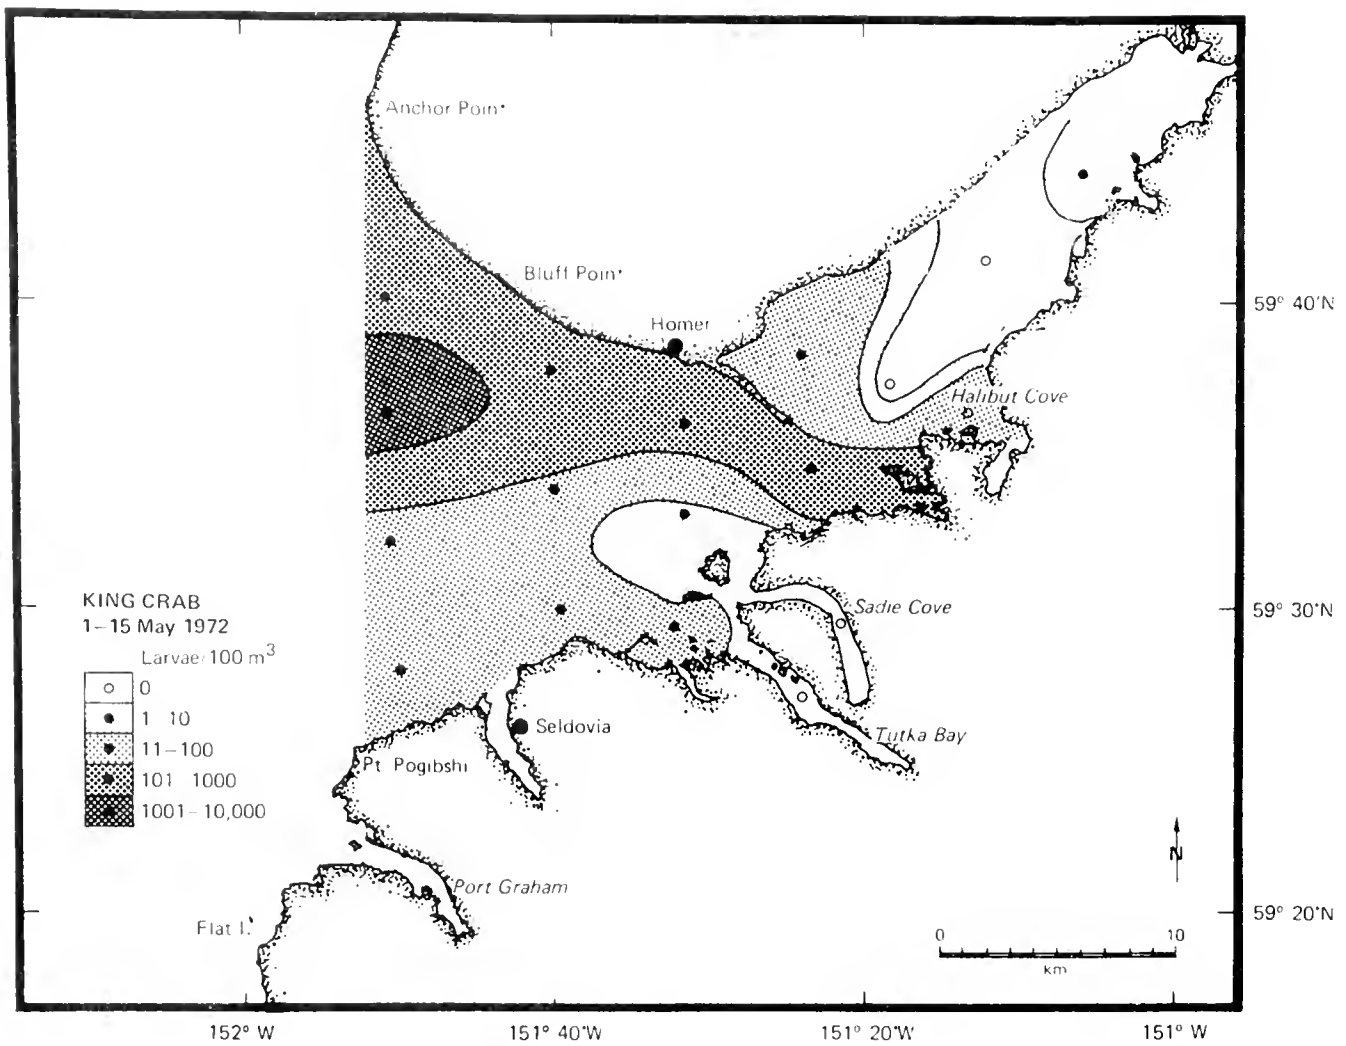 Anchor Point
Bluff Point
Homer
59° 40'N
Halibut Cove
KING CRAB
1–15 May 1972
Larvae/100 m³
0
1–10
11–100
101–1000
1001–10,000
Sadie Cove
59° 30'N
Seldovia
Tutka Bay
Pt. Pogibshi
Port Graham
Flat I.
N
59° 20'N
0 10
km
152° W
151° 40'W
151° 20'W
151° W